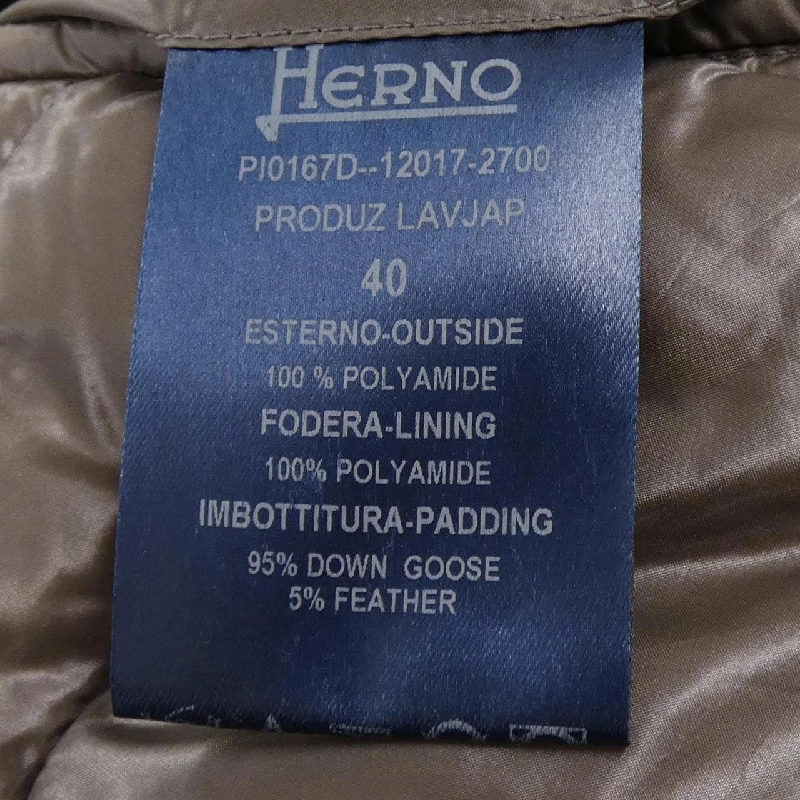 HERNO
PI0167D--12017-2700
PRODUZ LAVJAP
40
ESTERNO-OUTSIDE
100 % POLYAMIDE
FODERA-LINING
100% POLYAMIDE
IMBOTTITURA-PADDING
95% DOWN GOOSE
5% FEATHER